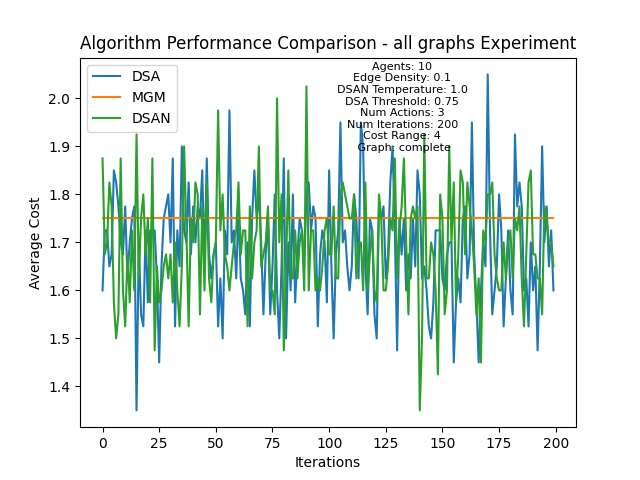 Algorithm Performance Comparison - all graphs Experiment
DSA
MGM
DSAN
Agents: 10
Edge Density: 0.1
DSAN Temperature: 1.0
DSA Threshold: 0.75
Num Actions: 3
Num Iterations: 200
Cost Range: 4
Graph: complete
Average Cost
2.0
1.9
1.8
1.7
1.6
1.5
1.4
0 25 50 75 100 125 150 175 200
Iterations